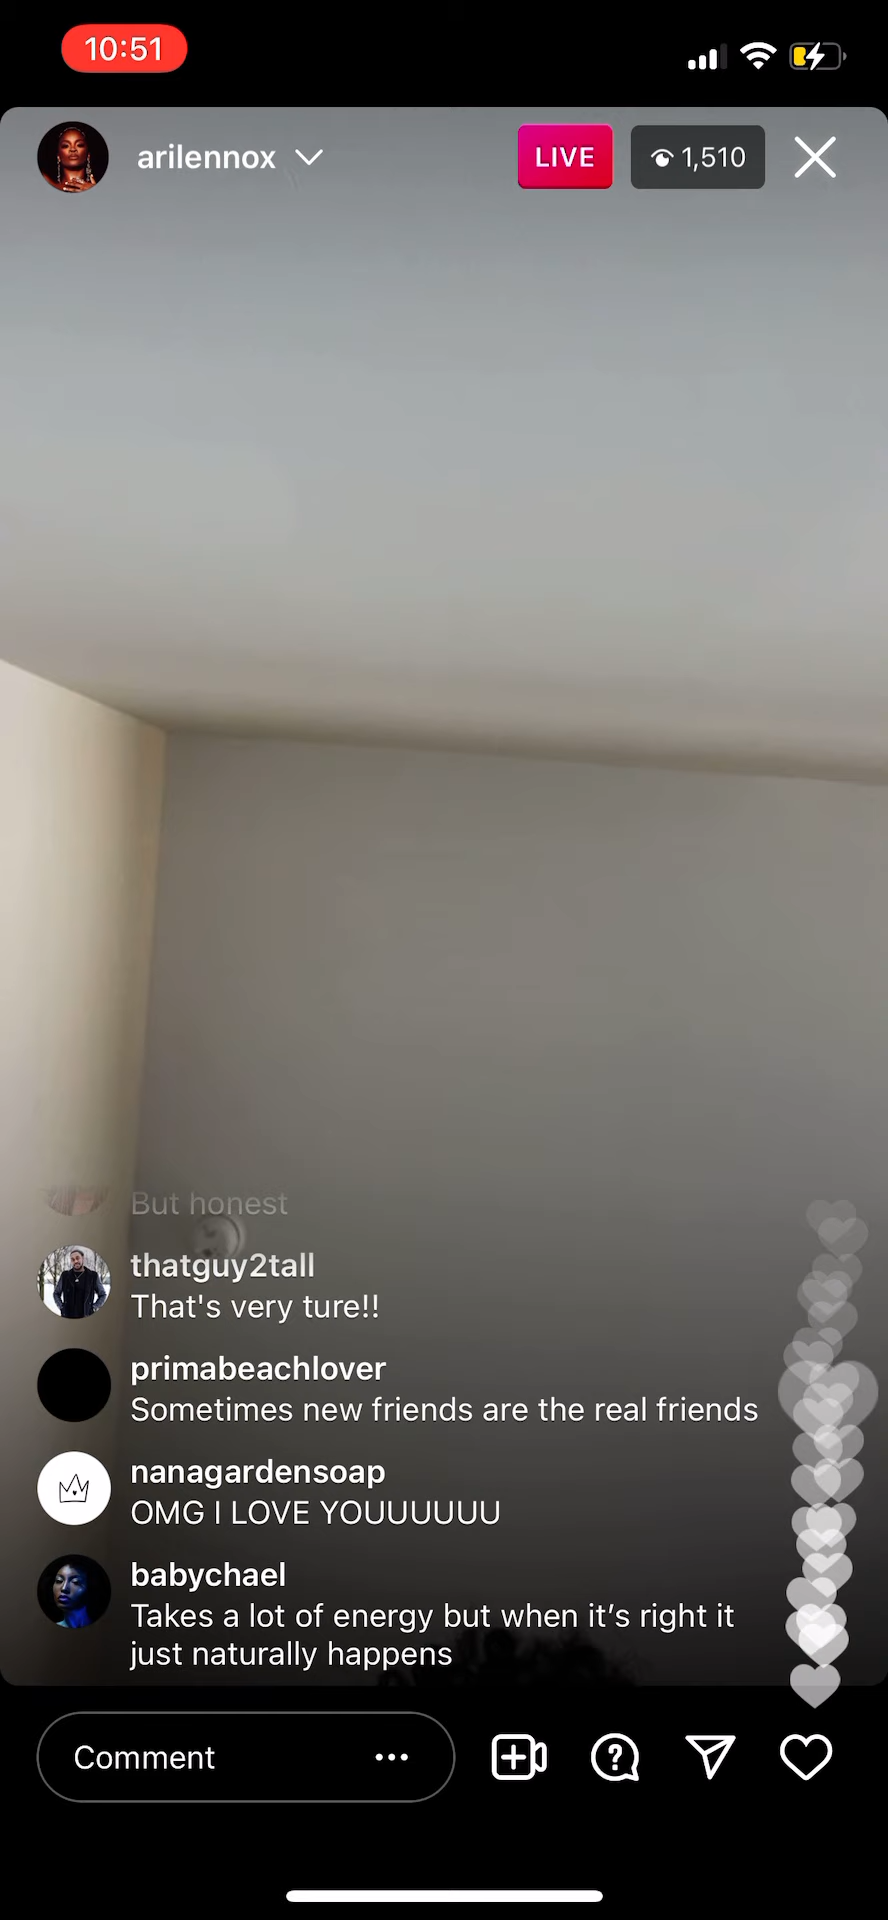 10:51
arilennox
LIVE
1,510
But honest
thatguy2tall
That's very ture!!
primabeachlover
Sometimes new friends are the real friends
nanagardensoap
OMG I LOVE YOUUUUUU
babychael
Takes a lot of energy but when it’s right it
just naturally happens
Comment